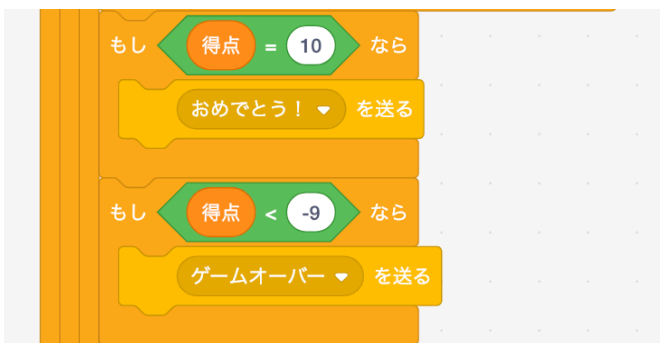 もし 得点 = 10 なら
おめでとう！ を送る
もし 得点 < -9 なら
ゲームオーバー を送る